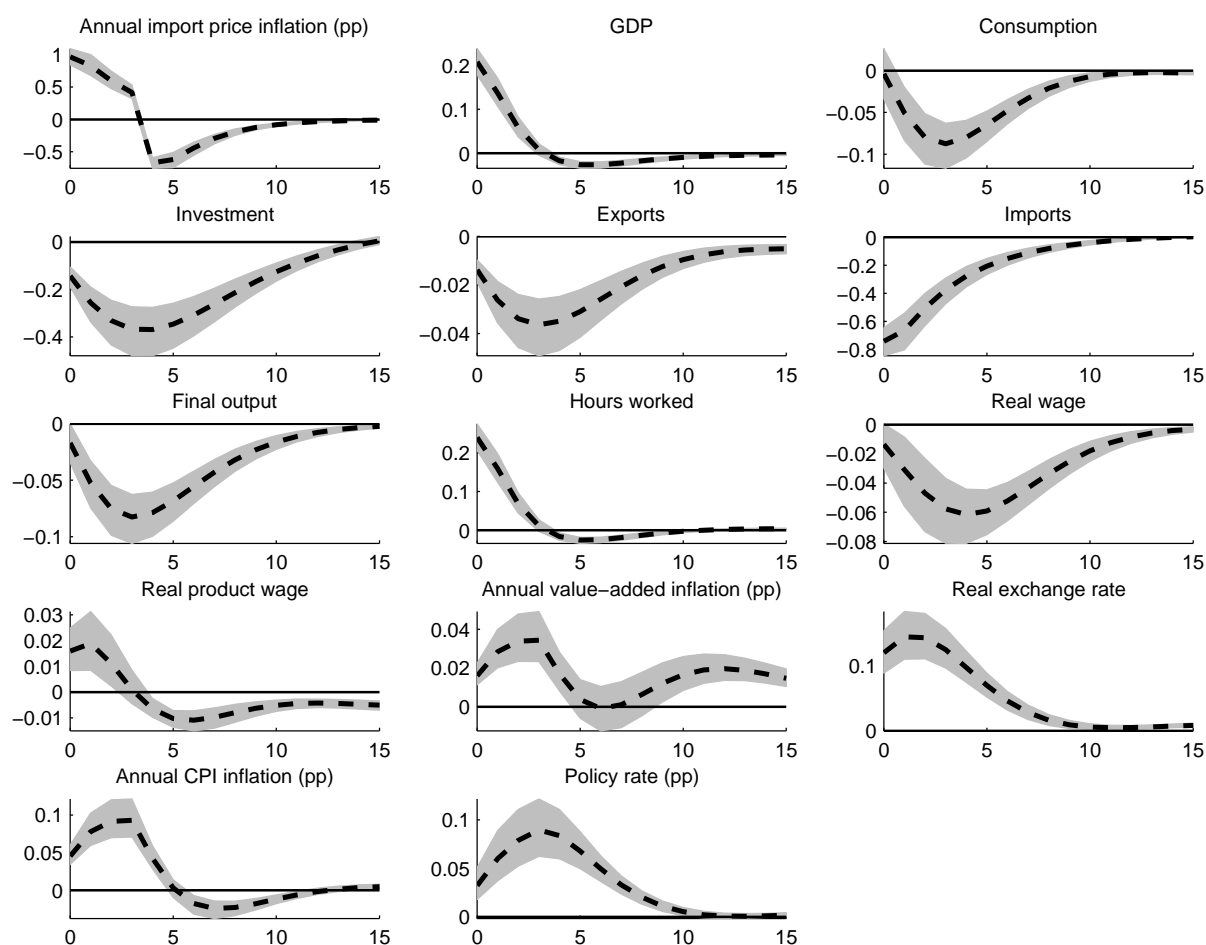 Annual import price inflation (pp)
1
0.5
0
−0.5
0 5 10 15
GDP
0.2
0.1
0
0 5 10 15
Consumption
0
−0.05
−0.1
0 5 10 15
Investment
0
−0.2
−0.4
0 5 10 15
Exports
0
−0.02
−0.04
0 5 10 15
Imports
0
−0.2
−0.4
−0.6
−0.8
0 5 10 15
Final output
0
−0.05
−0.1
0 5 10 15
Hours worked
0.2
0.1
0
0 5 10 15
Real wage
0
−0.02
−0.04
−0.06
−0.08
0 5 10 15
Real product wage
0.03
0.02
0.01
0
−0.01
0 5 10 15
Annual value−added inflation (pp)
0.04
0.02
0
0 5 10 15
Real exchange rate
0.1
0
0 5 10 15
Annual CPI inflation (pp)
0.1
0.05
0
0 5 10 15
Policy rate (pp)
0.1
0.05
0
0 5 10 15